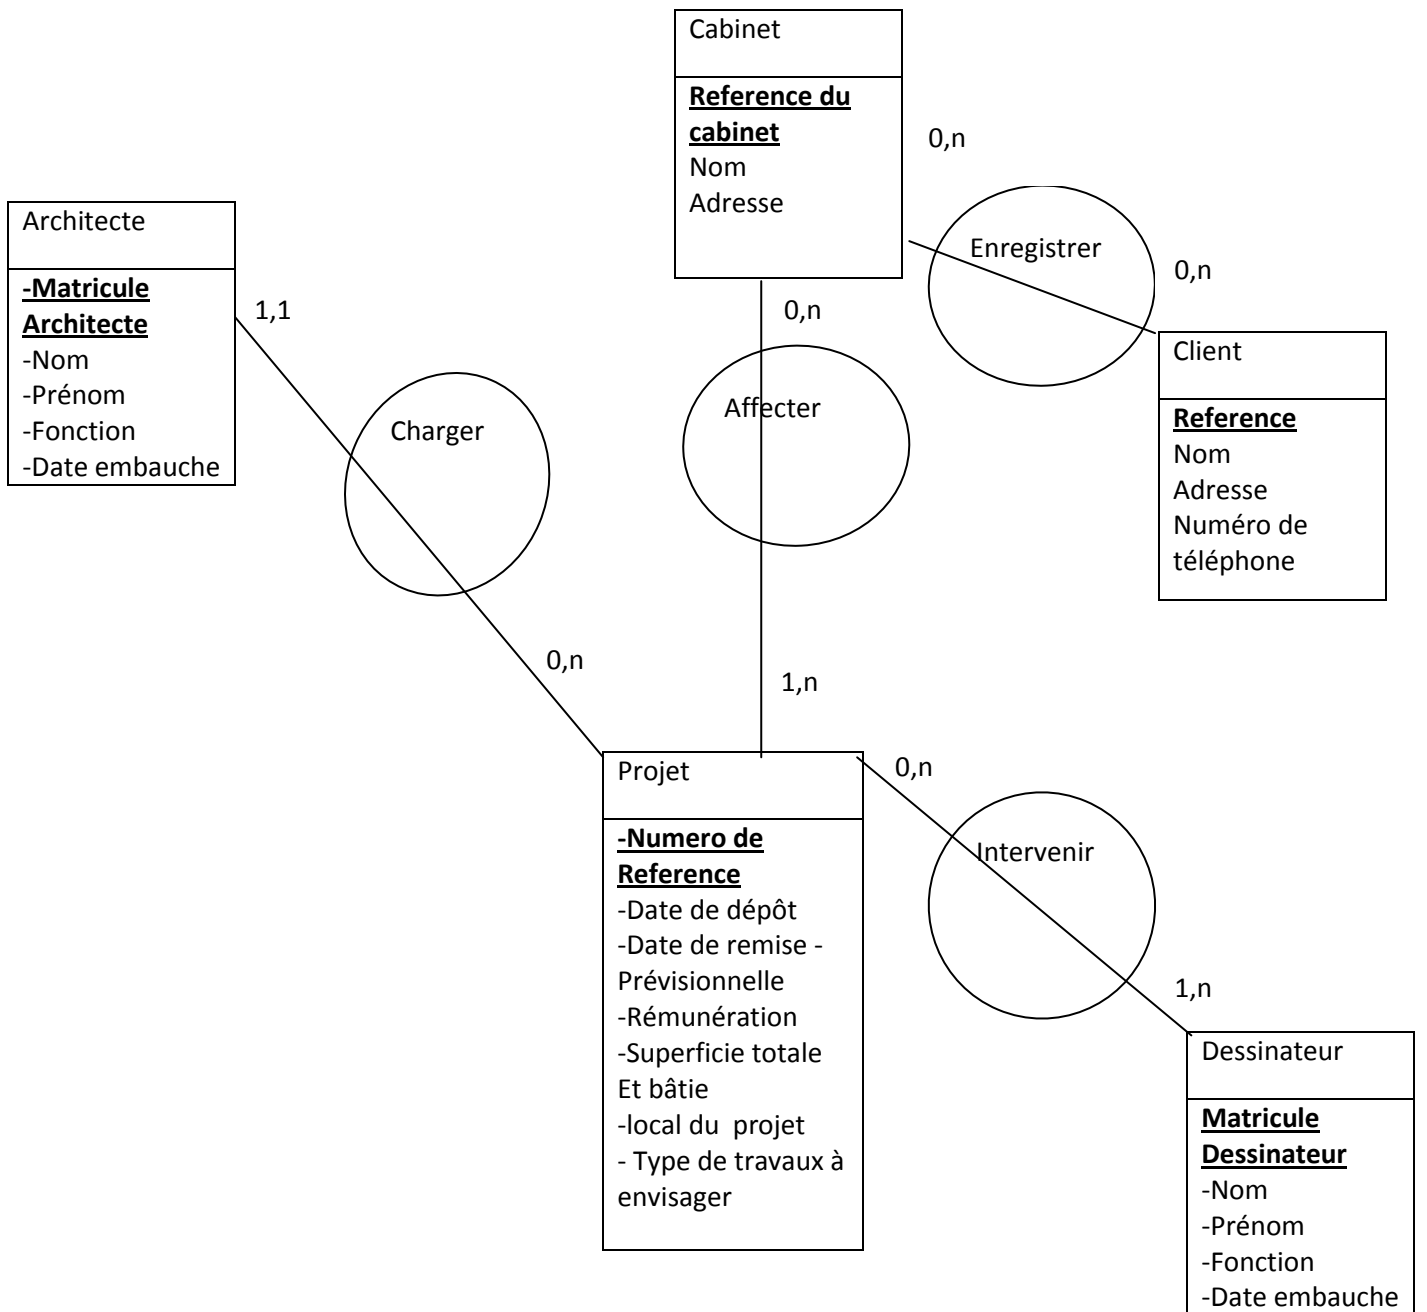 Cabinet
Reference du
cabinet
Nom
Adresse
0,n
Enregistrer
0,n
Architecte
-Matricule
Architecte
-Nom
-Prénom
-Fonction
-Date embauche
1,1
Charger
0,n
0,n
Affecter
1,n
Client
Reference
Nom
Adresse
Numéro de
téléphone
Projet
-Numero de
Reference
-Date de dépôt
-Date de remise -
Prévisionnelle
-Rémunération
-Superficie totale
Et bâtie
-local du projet
- Type de travaux à
envisager
0,n
Intervenir
1,n
Dessinateur
Matricule
Dessinateur
-Nom
-Prénom
-Fonction
-Date embauche